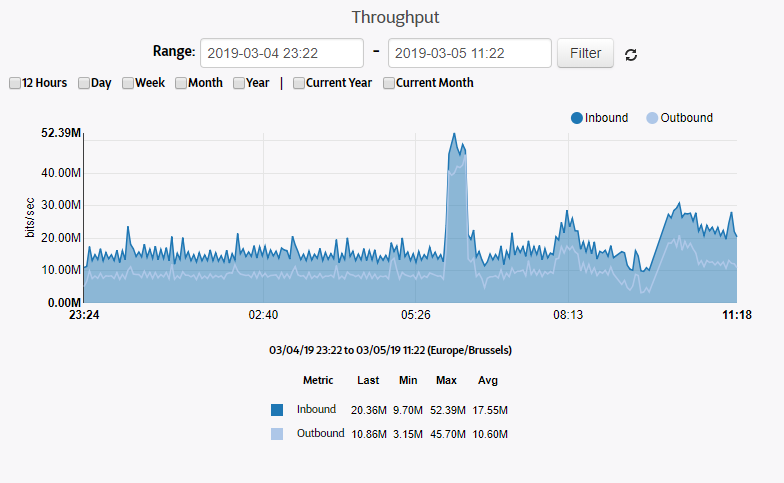 Throughput
Range: 2019-03-04 23:22 - 2019-03-05 11:22 Filter
12 Hours Day Week Month Year | Current Year Current Month
Inbound Outbound
52.39M
40.00M
30.00M
20.00M
10.00M
0.00M
bits/sec
23:24 02:40 05:26 08:13 11:18
03/04/19 23:22 to 03/05/19 11:22 (Europe/Brussels)
Metric Last Min Max Avg
Inbound 20.36M 9.70M 52.39M 17.55M
Outbound 10.86M 3.15M 45.70M 10.60M